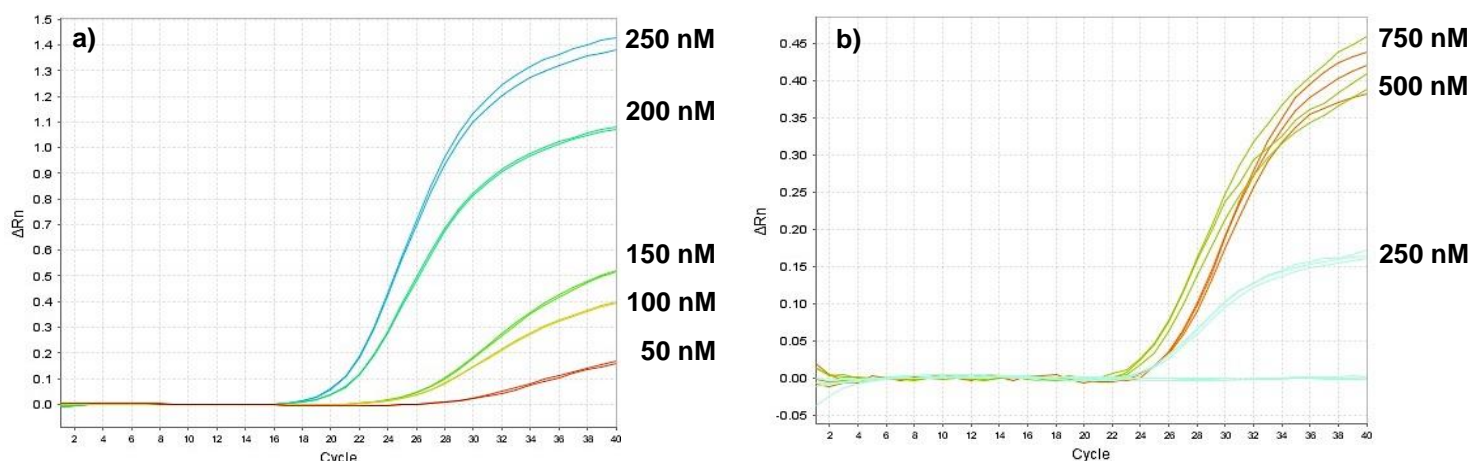 a)
1.5
1.4
1.3
1.2
1.1
1.0
0.9
0.8
0.7
0.6
0.5
0.4
0.3
0.2
0.1
0.0
ΔRn
2 4 6 8 10 12 14 16 18 20 22 24 26 28 30 32 34 36 38 40
Cycle
250 nM
200 nM
150 nM
100 nM
50 nM
b)
0.45
0.40
0.35
0.30
0.25
0.20
0.15
0.10
0.05
0.00
-0.05
ΔRn
2 4 6 8 10 12 14 16 18 20 22 24 26 28 30 32 34 36 38 40
Cycle
750 nM
500 nM
250 nM